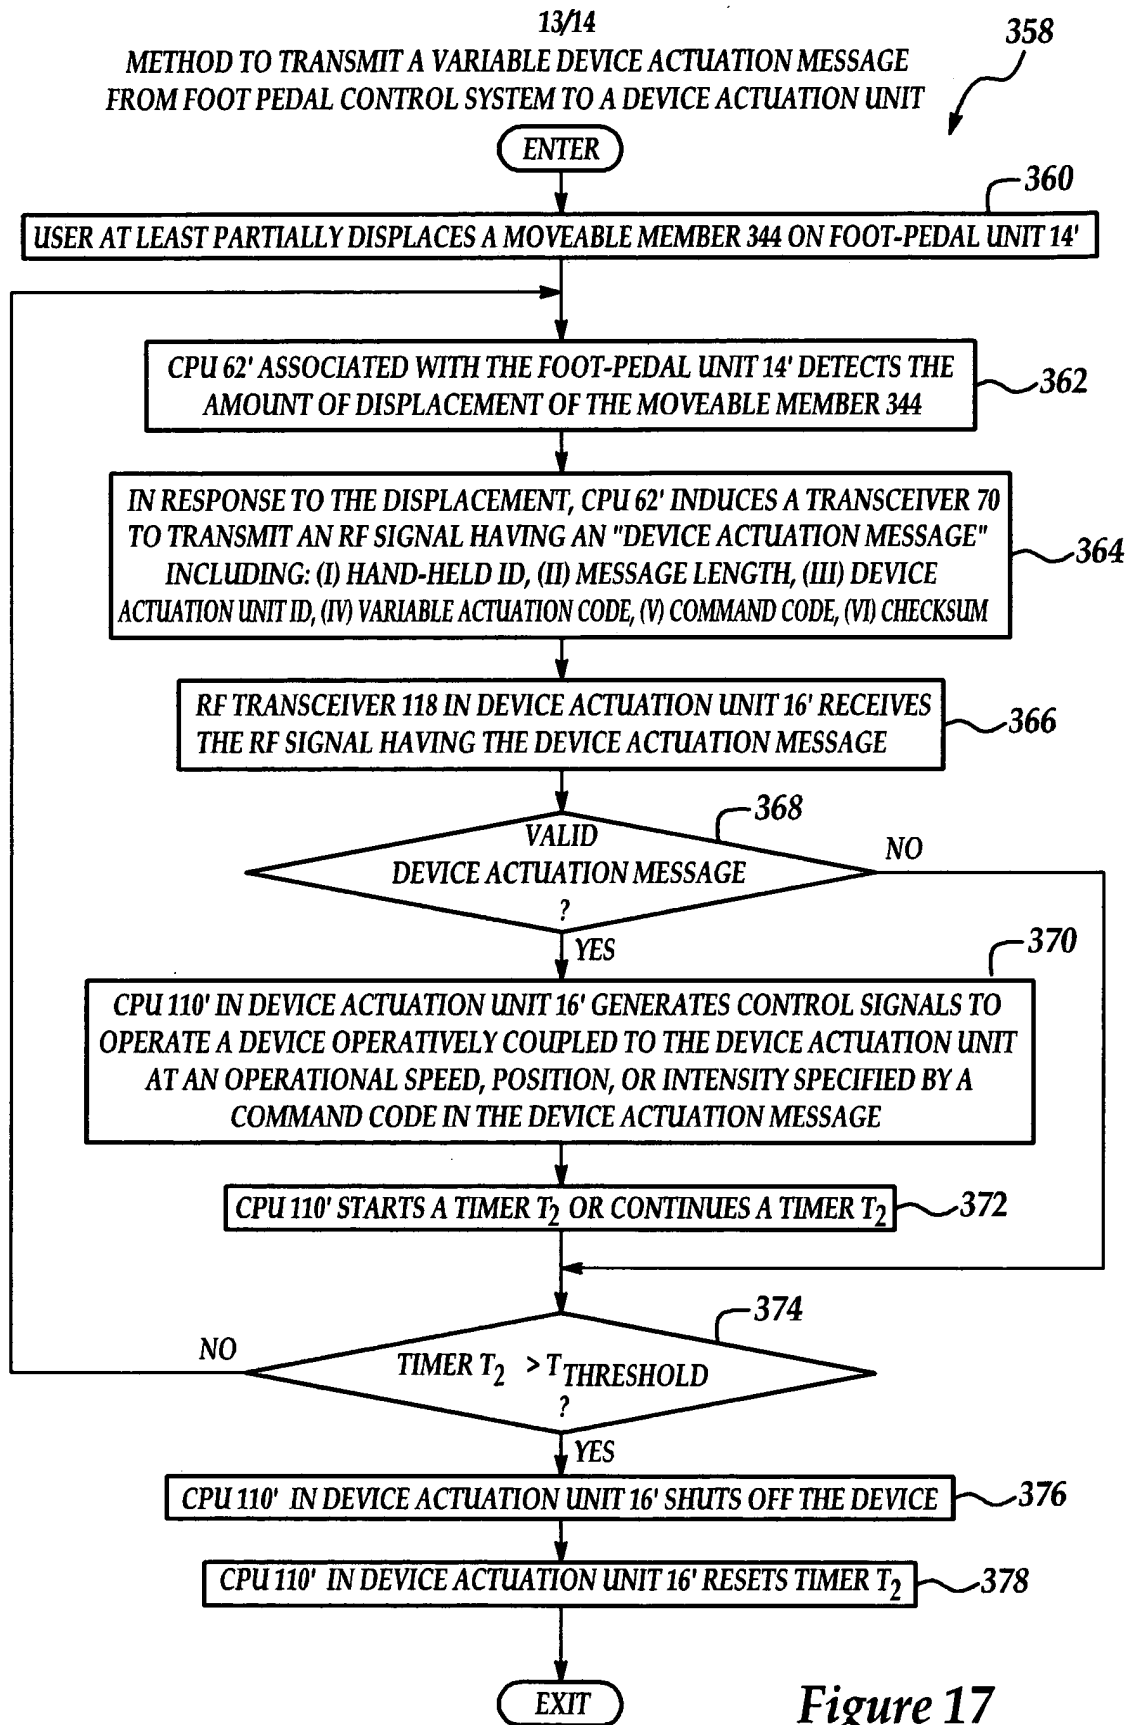 13/14
METHOD TO TRANSMIT A VARIABLE DEVICE ACTUATION MESSAGE
FROM FOOT PEDAL CONTROL SYSTEM TO A DEVICE ACTUATION UNIT
358
ENTER
360
USER AT LEAST PARTIALLY DISPLACES A MOVEABLE MEMBER 344 ON FOOT-PEDAL UNIT 14'
CPU 62' ASSOCIATED WITH THE FOOT-PEDAL UNIT 14' DETECTS THE
AMOUNT OF DISPLACEMENT OF THE MOVEABLE MEMBER 344
362
IN RESPONSE TO THE DISPLACEMENT, CPU 62' INDUCES A TRANSCEIVER 70
TO TRANSMIT AN RF SIGNAL HAVING AN "DEVICE ACTUATION MESSAGE"
INCLUDING: (I) HAND-HELD ID, (II) MESSAGE LENGTH, (III) DEVICE
ACTUATION UNIT ID, (IV) VARIABLE ACTUATION CODE, (V) COMMAND CODE, (VI) CHECKSUM
364
RF TRANSCEIVER 118 IN DEVICE ACTUATION UNIT 16' RECEIVES
THE RF SIGNAL HAVING THE DEVICE ACTUATION MESSAGE
366
368
VALID
DEVICE ACTUATION MESSAGE
?
NO
YES
370
CPU 110' IN DEVICE ACTUATION UNIT 16' GENERATES CONTROL SIGNALS TO
OPERATE A DEVICE OPERATIVELY COUPLED TO THE DEVICE ACTUATION UNIT
AT AN OPERATIONAL SPEED, POSITION, OR INTENSITY SPECIFIED BY A
COMMAND CODE IN THE DEVICE ACTUATION MESSAGE
CPU 110' STARTS A TIMER T2 OR CONTINUES A TIMER T2
372
374
NO
TIMER T2 > TTHRESHOLD
?
YES
CPU 110' IN DEVICE ACTUATION UNIT 16' SHUTS OFF THE DEVICE
376
CPU 110' IN DEVICE ACTUATION UNIT 16' RESETS TIMER T2
378
EXIT
Figure 17